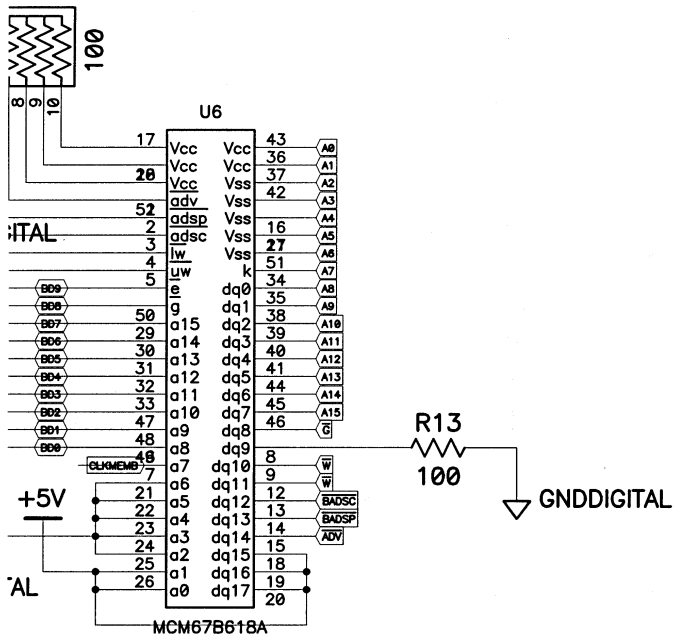 100
8
9
10
U6
17 Vcc Vcc 43 A0
Vcc Vcc 36 A1
Vcc Vss 37 A2
adv Vss 42 A3
adsp Vss A4
2 adsc Vss 16 A5
3 lw Vss A6
4 uw k 51 A7
5 e dq0 34 A8
BD9
g dq1 35 A9
BD8
BD7 50 a15 dq2 38 A10
BD6 29 a14 dq3 39 A11
BD5 30 a13 dq4 40 A12
BD4 31 a12 dq5 41 A13
BD3 32 a11 dq6 44 A14
BD2 33 a10 dq7 45 A15
BD1 47 a9 dq8 46 G
BD0 48 a8 dq9
R13
100
GNDDIGITAL
CLKMEMB a7 dq10 8 W
7 a6 dq11 9 W
+5V
21 a5 dq12 12 BADSC
22 a4 dq13 13 BADSP
23 a3 dq14 14 ADV
24 a2 dq15 15
25 a1 dq16 18
26 a0 dq17 19
20
ITAL
TAL
MCM67B618A